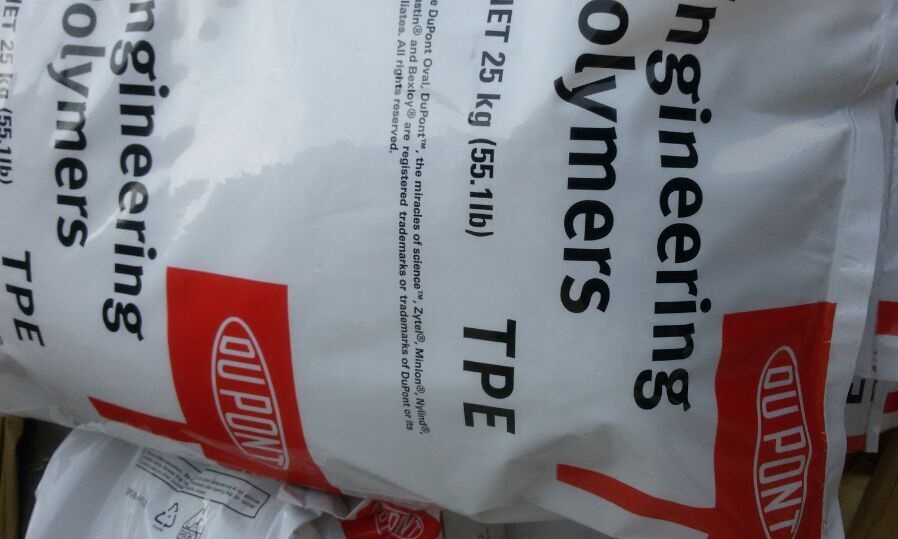 ngineering
olymers
NET 25 kg (55.1lb)
TPE
DU PONT
e DuPont Oval, DuPont™, the miracles of science™, Zytel®, Minlon®, Nylind®,
istin® and Bexloy® are registered trademarks or trademarks of DuPont or its
iliates. All rights reserved.
ngineering
olymers
NET 25 kg (55.1lb)
TPE
DU PONT